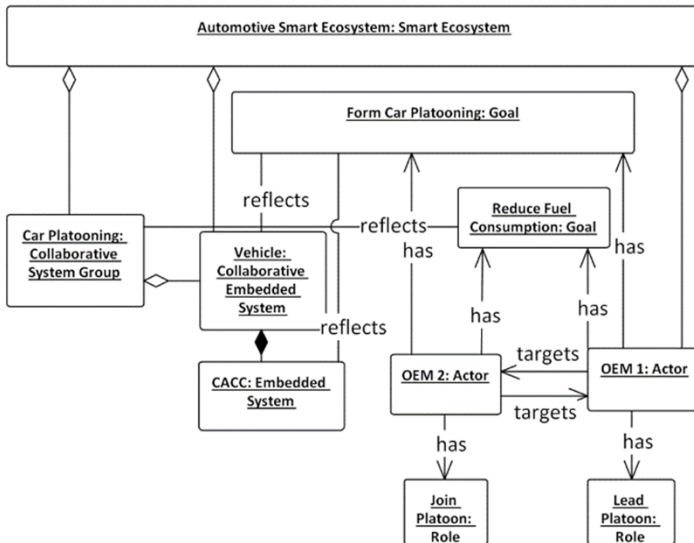 Automotive Smart Ecosystem: Smart Ecosystem
Form Car Platooning: Goal
reflects
Reduce Fuel
Consumption: Goal
Car Platooning:
Collaborative
System Group
reflects
has
has
Vehicle:
Collaborative
Embedded
System
has
has
reflects
CACC: Embedded
System
OEM 2: Actor
targets
targets
OEM 1: Actor
has
has
Join
Platoon:
Role
Lead
Platoon:
Role